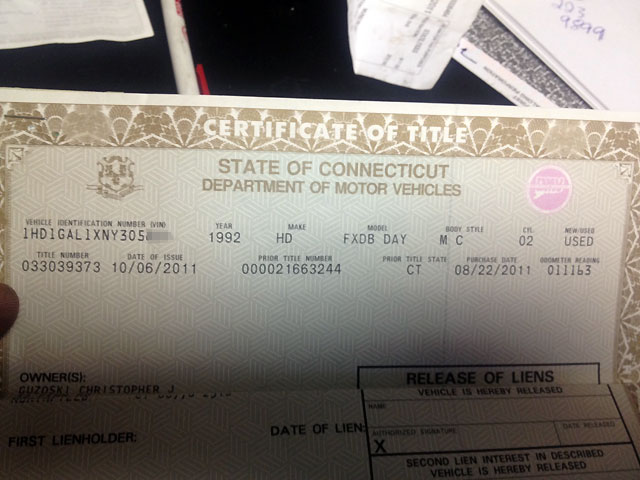 203
9899
CERTIFICATE OF TITLE
STATE OF CONNECTICUT
DEPARTMENT OF MOTOR VEHICLES
VEHICLE IDENTIFICATION NUMBER (VIN) YEAR MAKE MODEL BODY STYLE CYL NEW/USED
1HD1GAL1XNY305 1992 HD FXDB DAY M C 02 USED
TITLE NUMBER DATE OF ISSUE PRIOR TITLE NUMBER PRIOR TITLE STATE PURCHASE DATE ODOMETER READING
033039373 10/06/2011 000021663244 CT 08/22/2011 011163
OWNER(S):
GUZOSKI CHRISTOPHER J
RELEASE OF LIENS
VEHICLE IS HEREBY RELEASED
NAME
FIRST LIENHOLDER:
DATE OF LIEN:
AUTHORIZED SIGNATURE DATE RELEASED
X
SECOND LIEN INTEREST IN DESCRIBED
VEHICLE IS HEREBY RELEASED